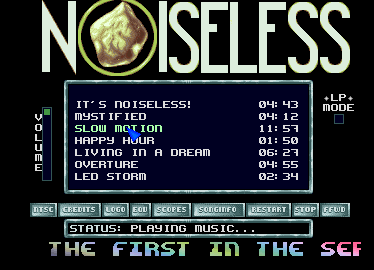 NOISELESS
IT'S NOISELESS! 04:43
MYSTIFIED 04:12
SLOW MOTION 11:57
HAPPY HOUR 01:50
LIVING IN A DREAM 06:27
OVERTURE 04:55
LED STORM 02:34
VOLUME
•LP•
MODE
NTSC CREDITS LOGO EQU SCOPES SONGINFO RESTART STOP FFWD
STATUS: PLAYING MUSIC...
THE FIRST IN THE SER